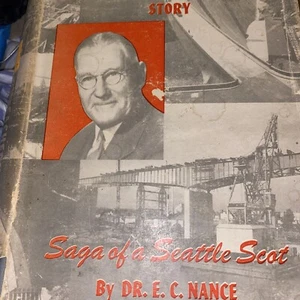 STORY
Saga of a Seattle Scot
By DR. E. C. NANCE